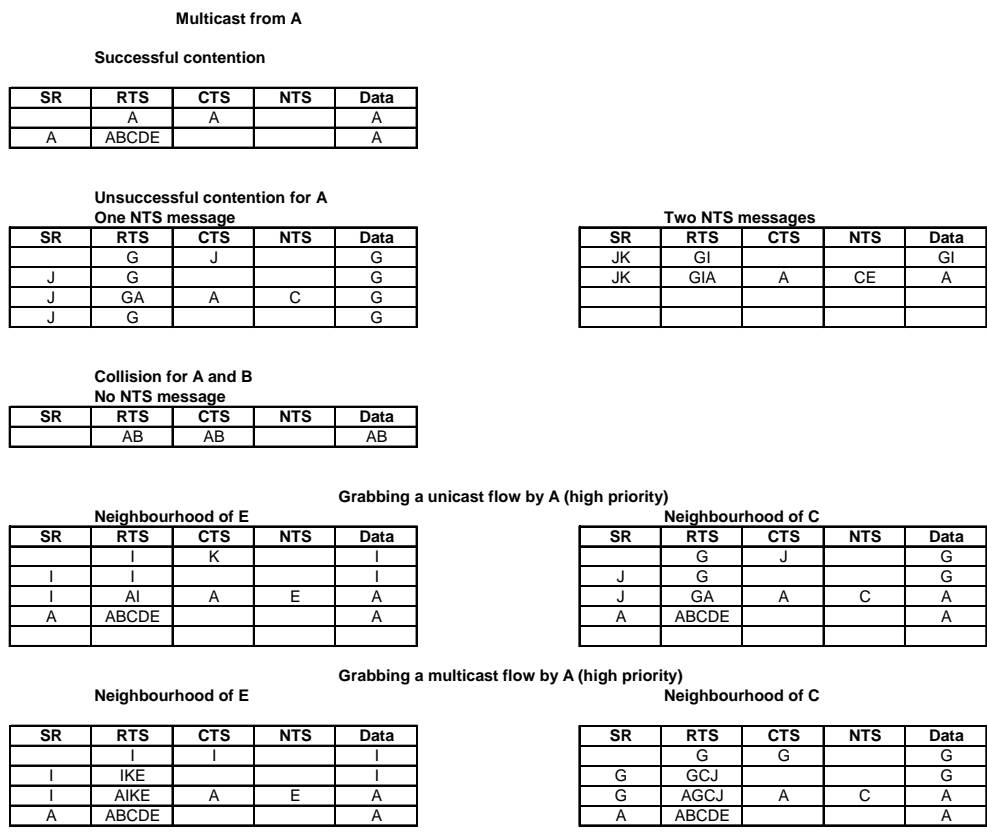 Multicast from A
Successful contention
SR RTS CTS NTS Data
A A A
A ABCDE A
Unsuccessful contention for A
One NTS message
SR RTS CTS NTS Data
G J G
J G G
J GA A C G
J G G
Two NTS messages
SR RTS CTS NTS Data
JK GI GI
JK GIA A CE A
Collision for A and B
No NTS message
SR RTS CTS NTS Data
AB AB AB
Grabbing a unicast flow by A (high priority)
Neighbourhood of E
SR RTS CTS NTS Data
I K I
I I I
I AI A E A
A ABCDE A
Neighbourhood of C
SR RTS CTS NTS Data
G J G
J G G
J GA A C A
A ABCDE A
Grabbing a multicast flow by A (high priority)
Neighbourhood of E
SR RTS CTS NTS Data
I I I
I IKE I
I AIKE A E A
A ABCDE A
Neighbourhood of C
SR RTS CTS NTS Data
G G G
G GCJ G
G AGCJ A C A
A ABCDE A